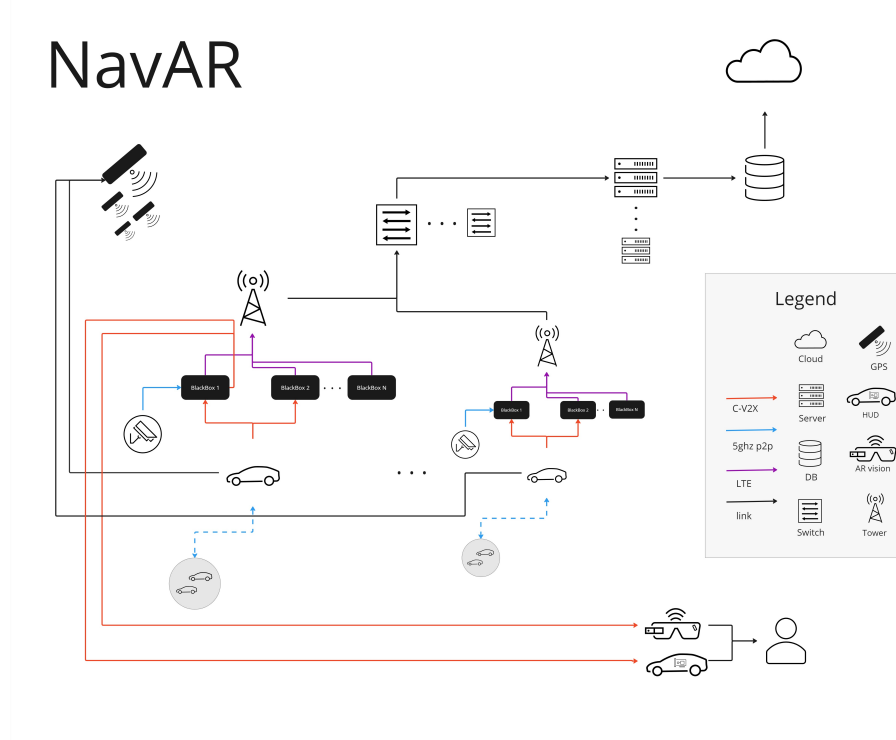 NavAR
BlackBox 1
BlackBox 2
BlackBox N
BlackBox 1
BlackBox 2
BlackBox N
Legend
Cloud
GPS
C-V2X
Server
HUD
5ghz p2p
DB
AR vision
LTE
link
Switch
Tower